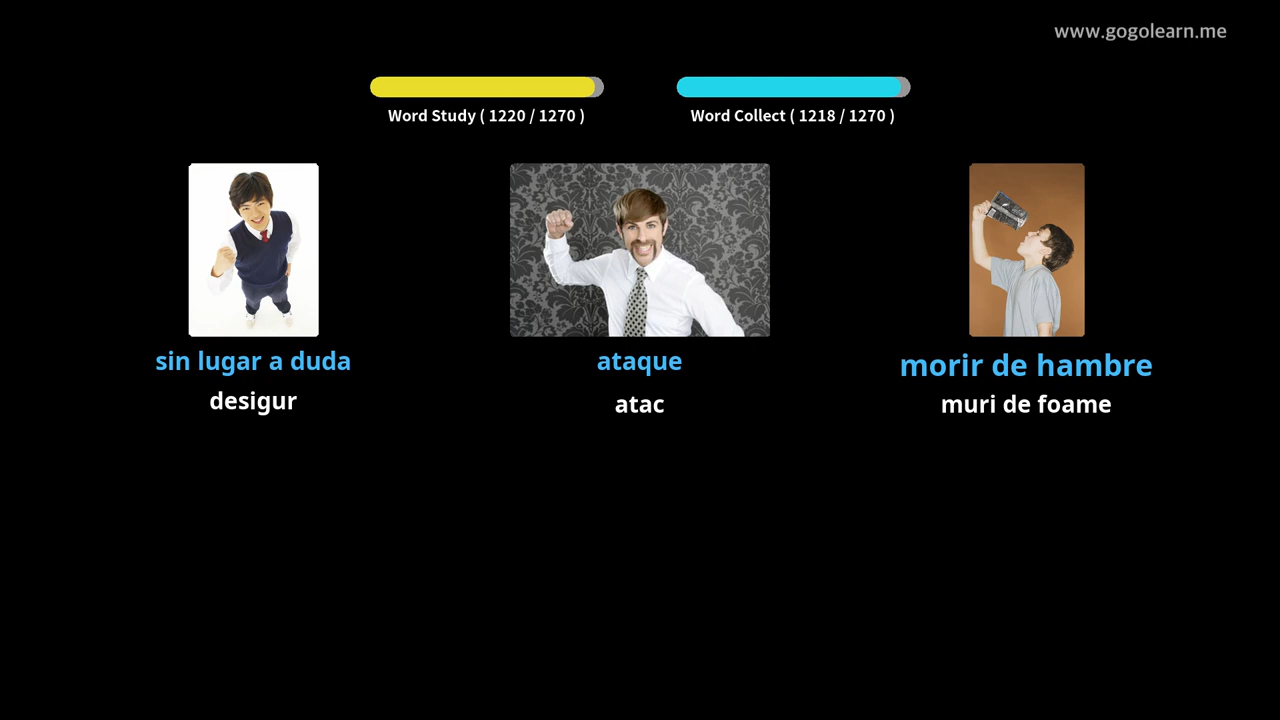 www.gogolearn.me
Word Study ( 1220 / 1270 )
Word Collect ( 1218 / 1270 )
sin lugar a duda
desigur
ataque
atac
morir de hambre
muri de foame